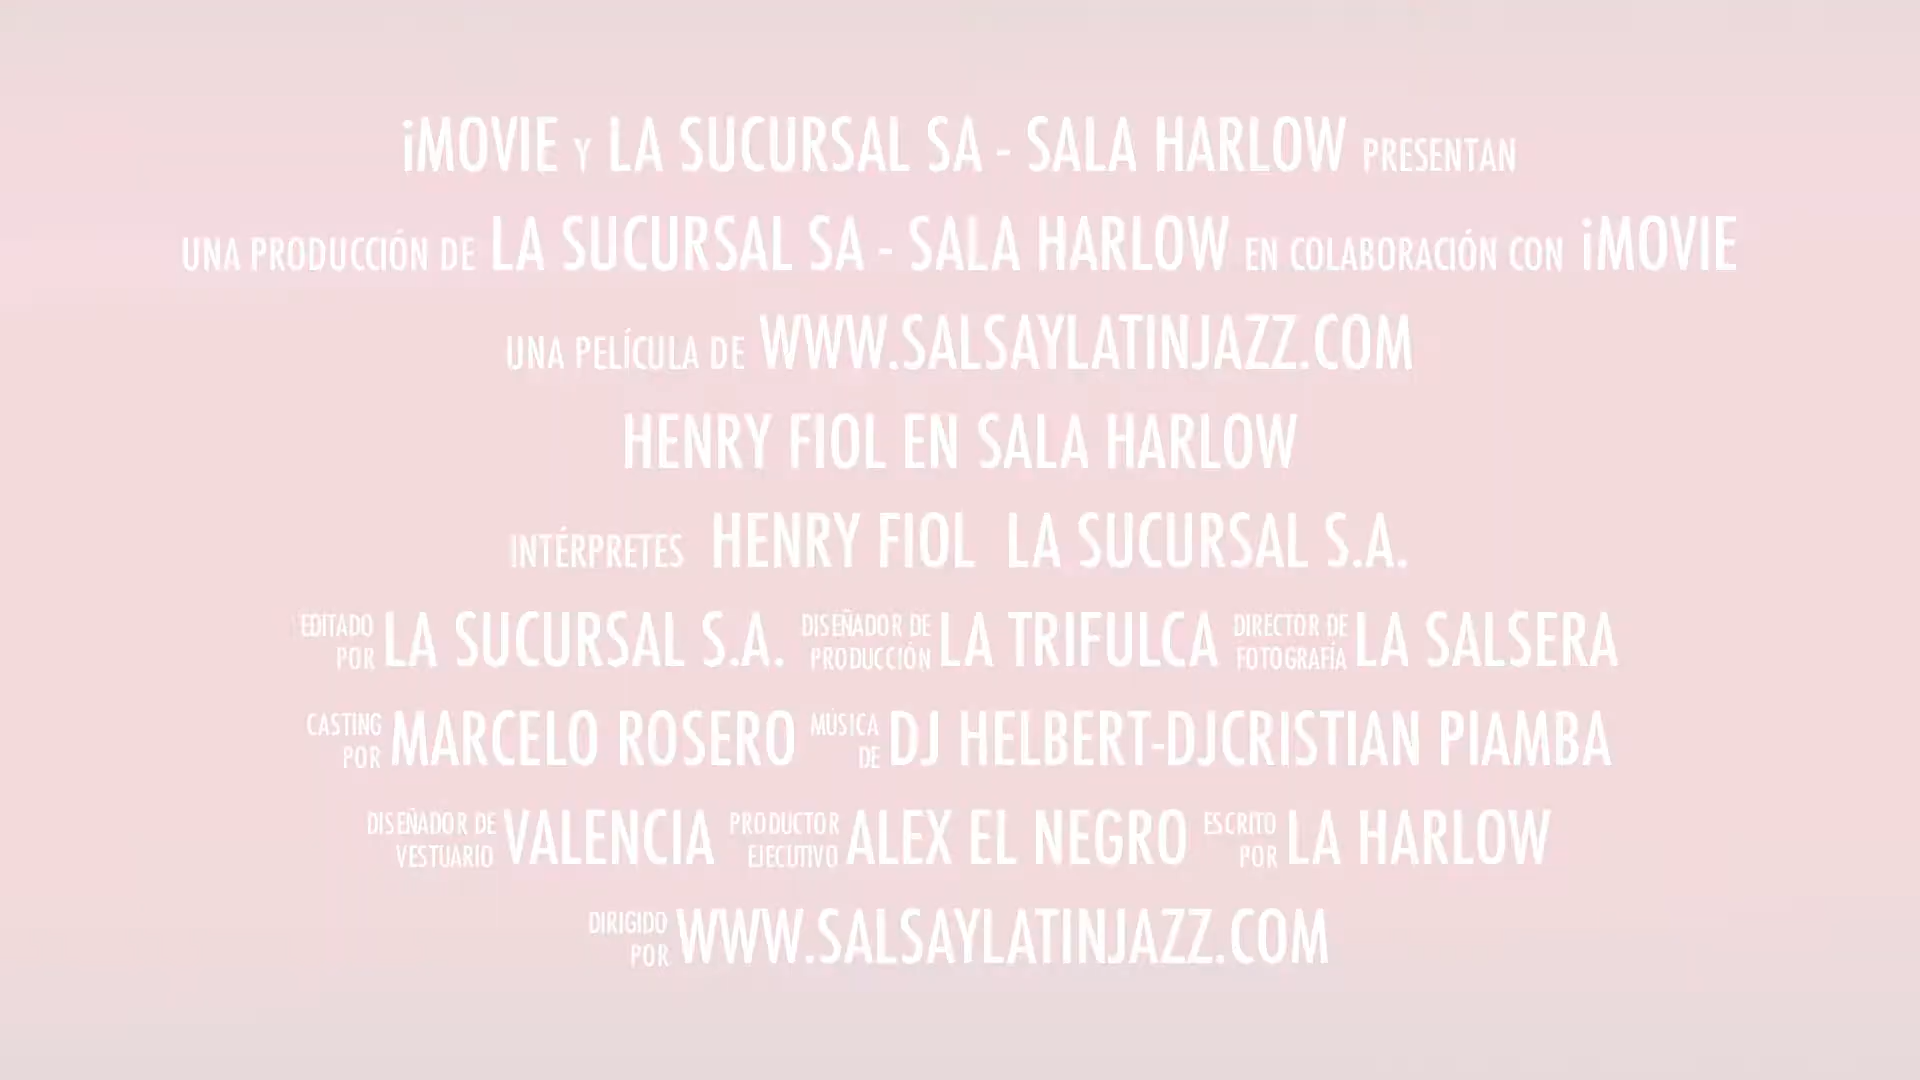 iMOVIE Y LA SUCURSAL SA - SALA HARLOW PRESENTAN
UNA PRODUCCIÓN DE LA SUCURSAL SA - SALA HARLOW EN COLABORACIÓN CON iMOVIE
UNA PELÍCULA DE WWW.SALSAYLATINJAZZ.COM
HENRY FIOL EN SALA HARLOW
INTÉRPRETES HENRY FIOL LA SUCURSAL S.A.
EDITADO POR LA SUCURSAL S.A. DISEÑADOR DE PRODUCCIÓN LA TRIFULCA DIRECTOR DE FOTOGRAFÍA LA SALSERA
CASTING POR MARCELO ROSERO MÚSICA DE DJ HELBERT-DJCRISTIAN PIAMBA
DISEÑADOR DE VESTUARIO VALENCIA PRODUCTOR EJECUTIVO ALEX EL NEGRO ESCRITO POR LA HARLOW
DIRIGIDO POR WWW.SALSAYLATINJAZZ.COM